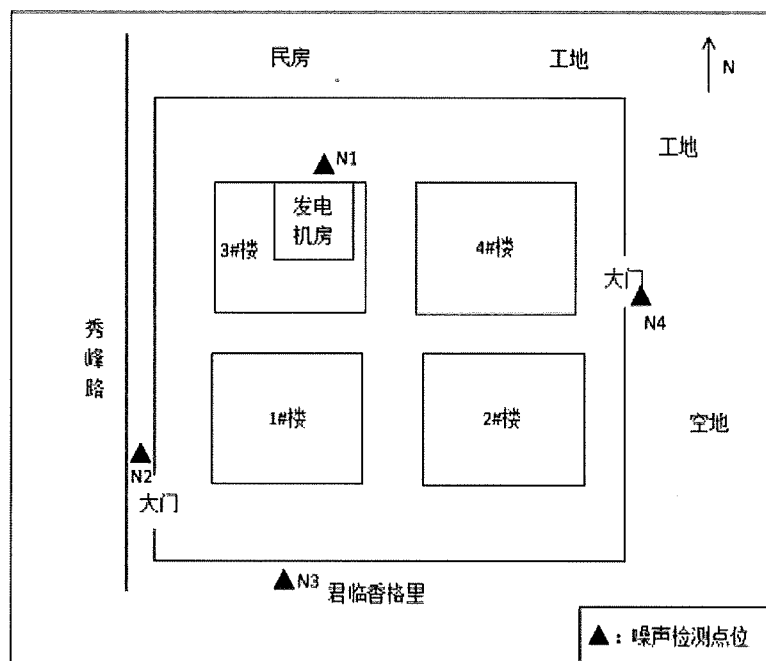 民房
工地
N
工地
N1
发电
机房
3#楼
4#楼
大门
N4
秀
峰
路
1#楼
2#楼
空地
N2
大门
N3
君临香格里
▲：噪声检测点位